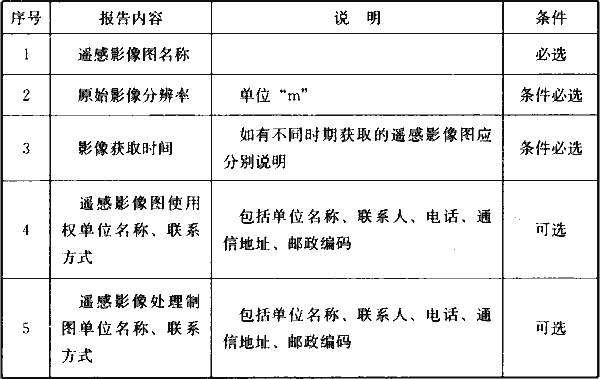 序号 报告内容 说 明 条件
1 遥感影像图名称 必选
2 原始影像分辨率 单位“m” 条件必选
3 影像获取时间 如有不同时期获取的遥感影像图应
分别说明 条件必选
4 遥感影像图使用
权单位名称、联系
方式 包括单位名称、联系人、电话、通
信地址、邮政编码 可选
5 遥感影像处理制
图单位名称、联系
方式 包括单位名称、联系人、电话、通
信地址、邮政编码 可选